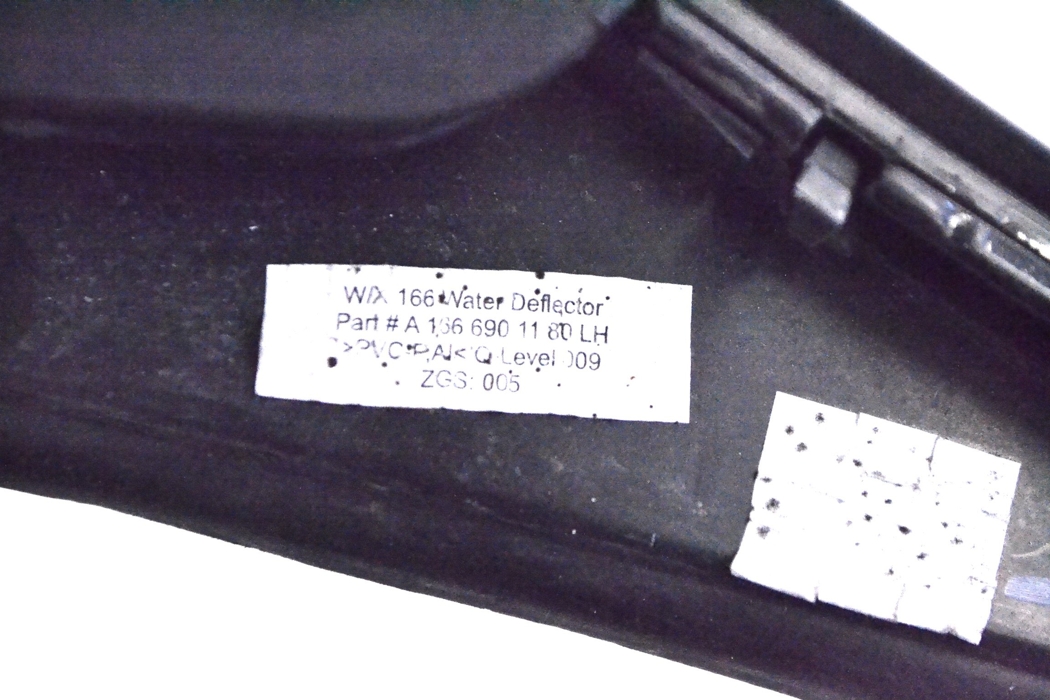 W/X 166 Water Deflector
Part # A 166 690 11 80 LH
>PVC+P/A< Q-Level 009
ZGS: 005